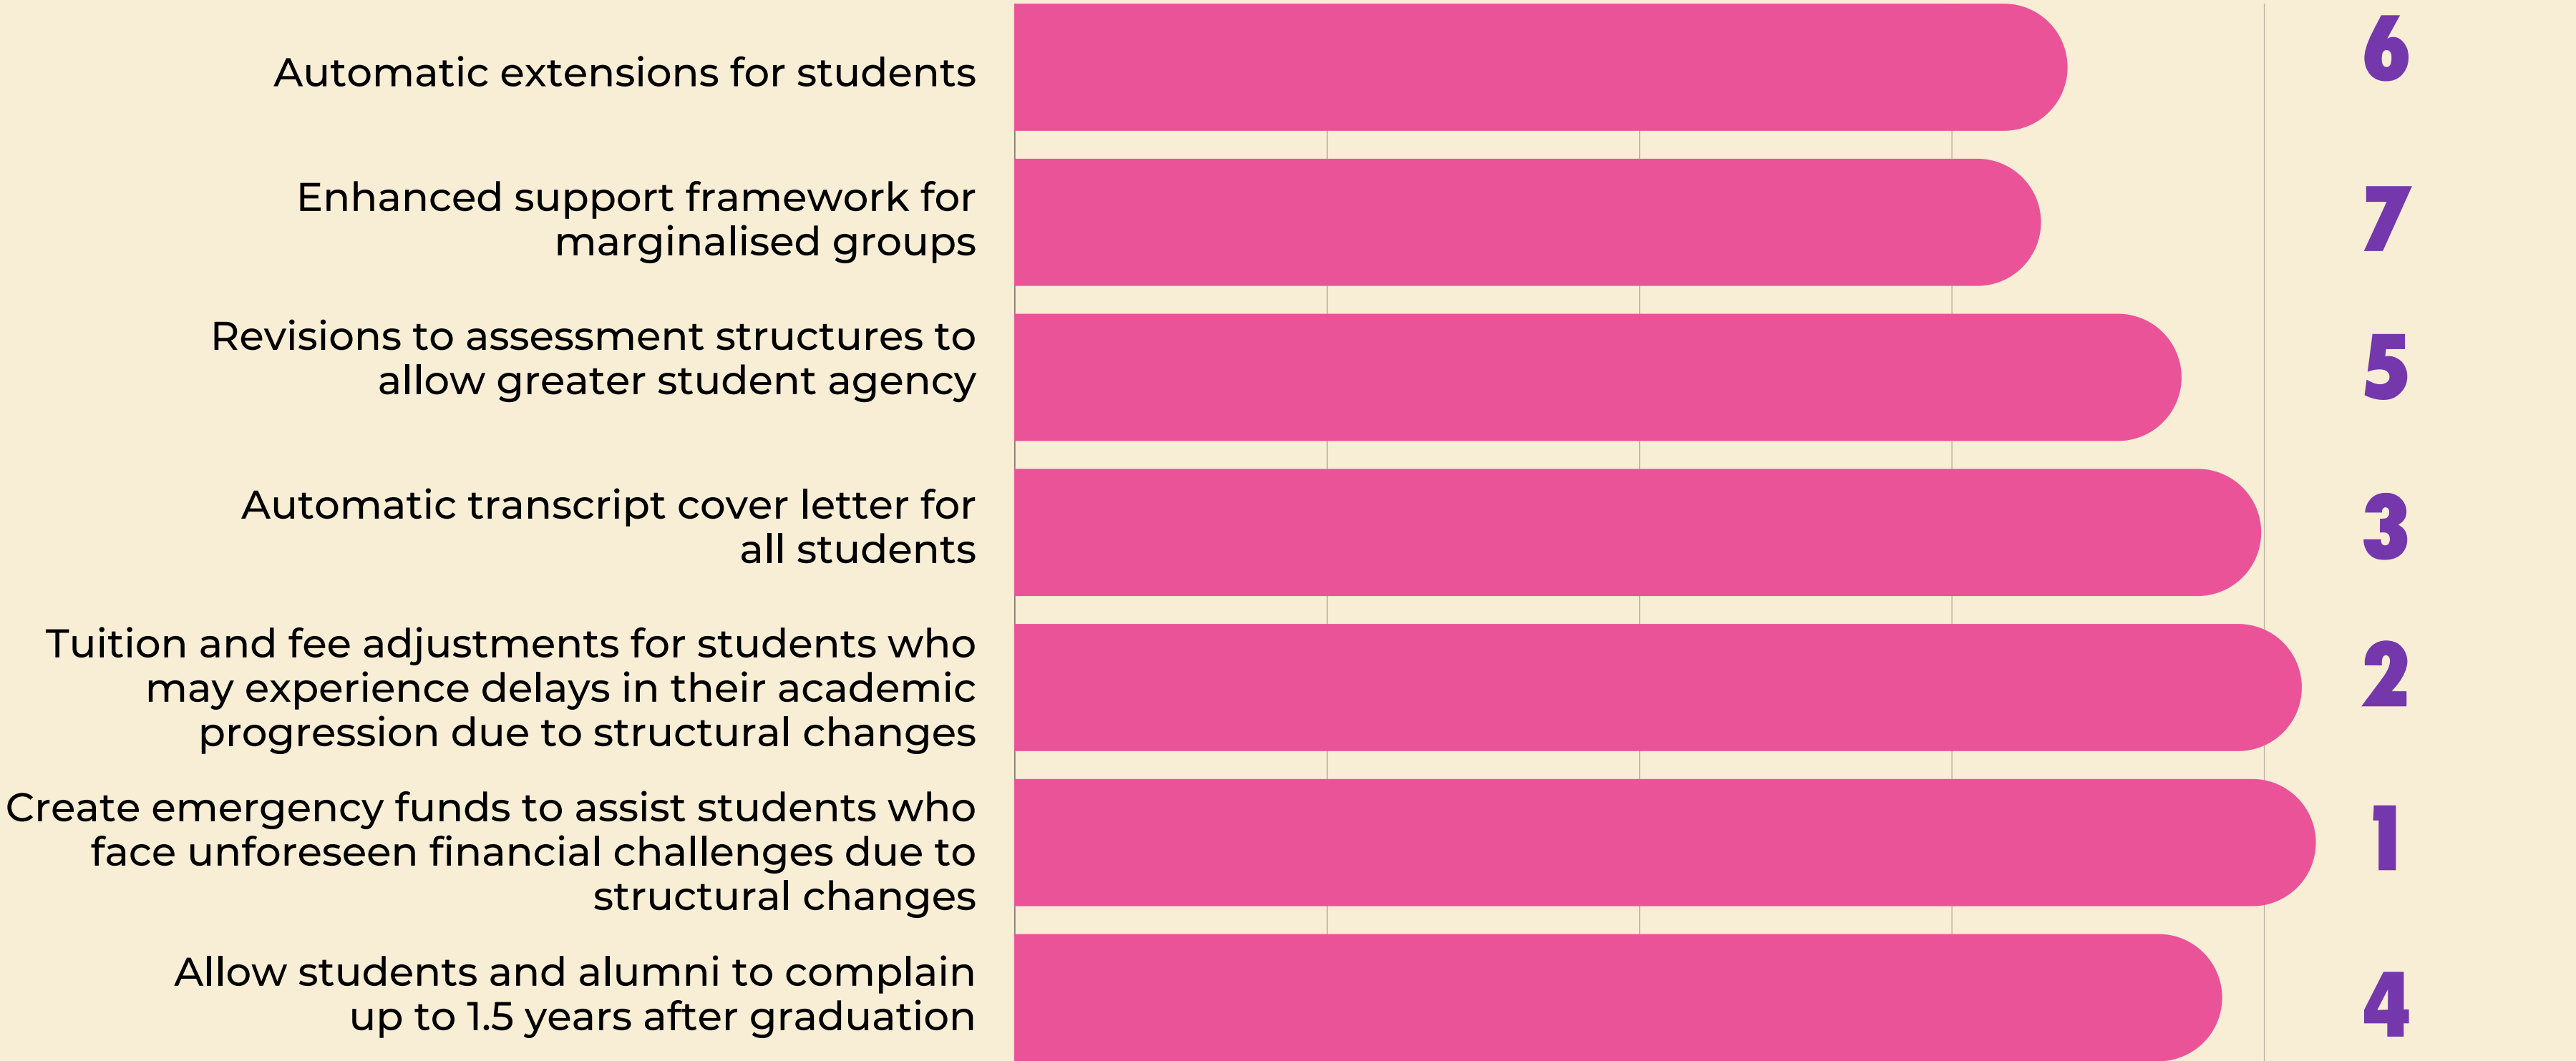 Automatic extensions for students
6
Enhanced support framework for
marginalised groups
7
Revisions to assessment structures to
allow greater student agency
5
Automatic transcript cover letter for
all students
3
Tuition and fee adjustments for students who
may experience delays in their academic
progression due to structural changes
2
Create emergency funds to assist students who
face unforeseen financial challenges due to
structural changes
1
Allow students and alumni to complain
up to 1.5 years after graduation
4